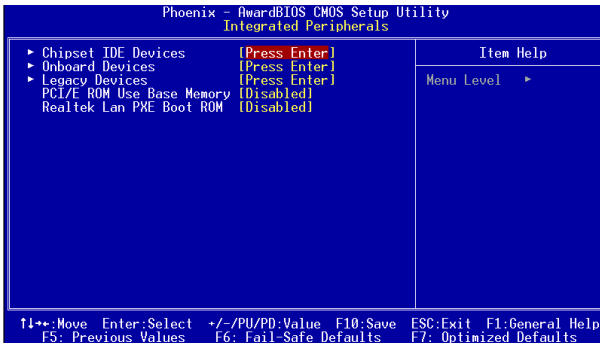 Phoenix - AwardBIOS CMOS Setup Utility
Integrated Peripherals
► Chipset IDE Devices [Press Enter] Item Help
► Onboard Devices [Press Enter]
► Legacy Devices [Press Enter] Menu Level ►
PCI/E ROM Use Base Memory [Disabled]
Realtek Lan PXE Boot ROM [Disabled]
↑↓→←:Move Enter:Select +/-/PU/PD:Value F10:Save ESC:Exit F1:General Help
F5: Previous Values F6: Fail-Safe Defaults F7: Optimized Defaults